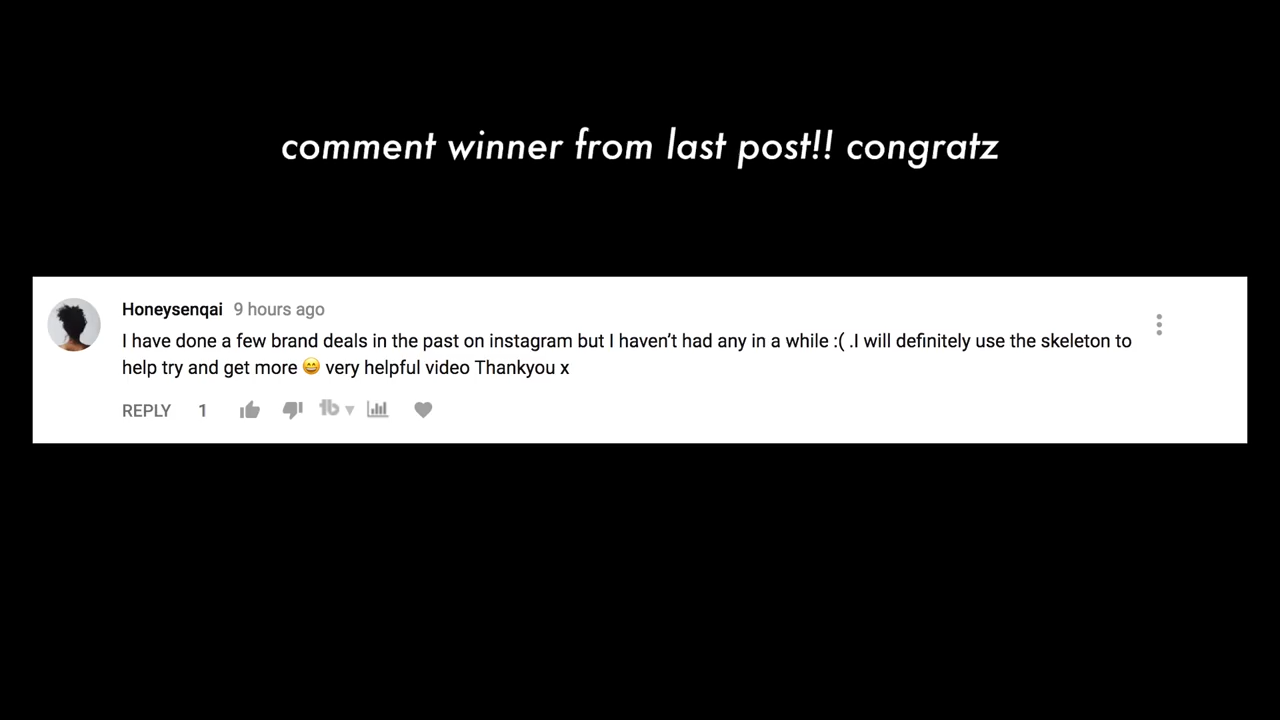 comment winner from last post!! congratz
Honeysenqai 9 hours ago
I have done a few brand deals in the past on instagram but I haven't had any in a while :( .I will definitely use the skeleton to
help try and get more 😄 very helpful video Thankyou x
REPLY 1 tb